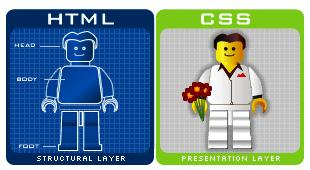 HTML
HEAD
BODY
FOOT
STRUCTURAL LAYER
CSS
PRESENTATION LAYER